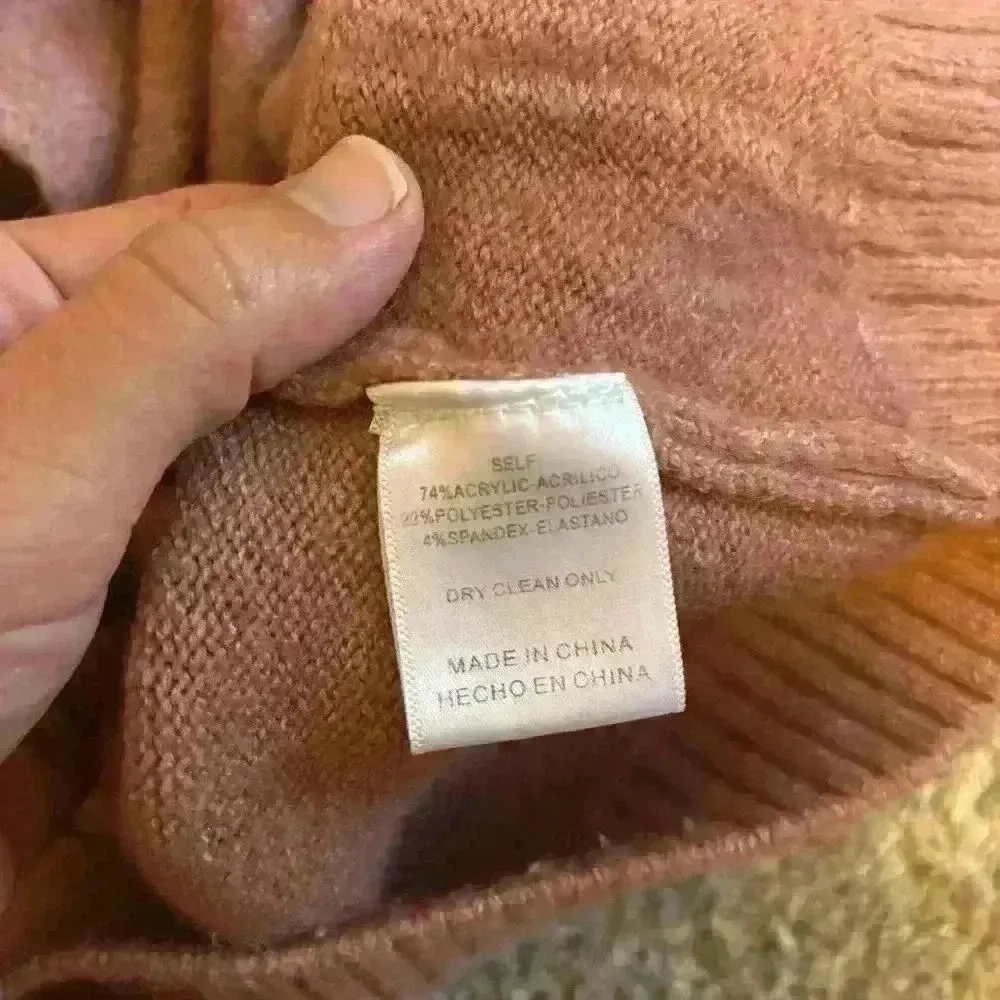 SELF:
74%ACRYLIC-ACRILICO
22%POLYESTER-POLIESTER
4%SPANDEX-ELASTANO
DRY CLEAN ONLY
MADE IN CHINA
HECHO EN CHINA